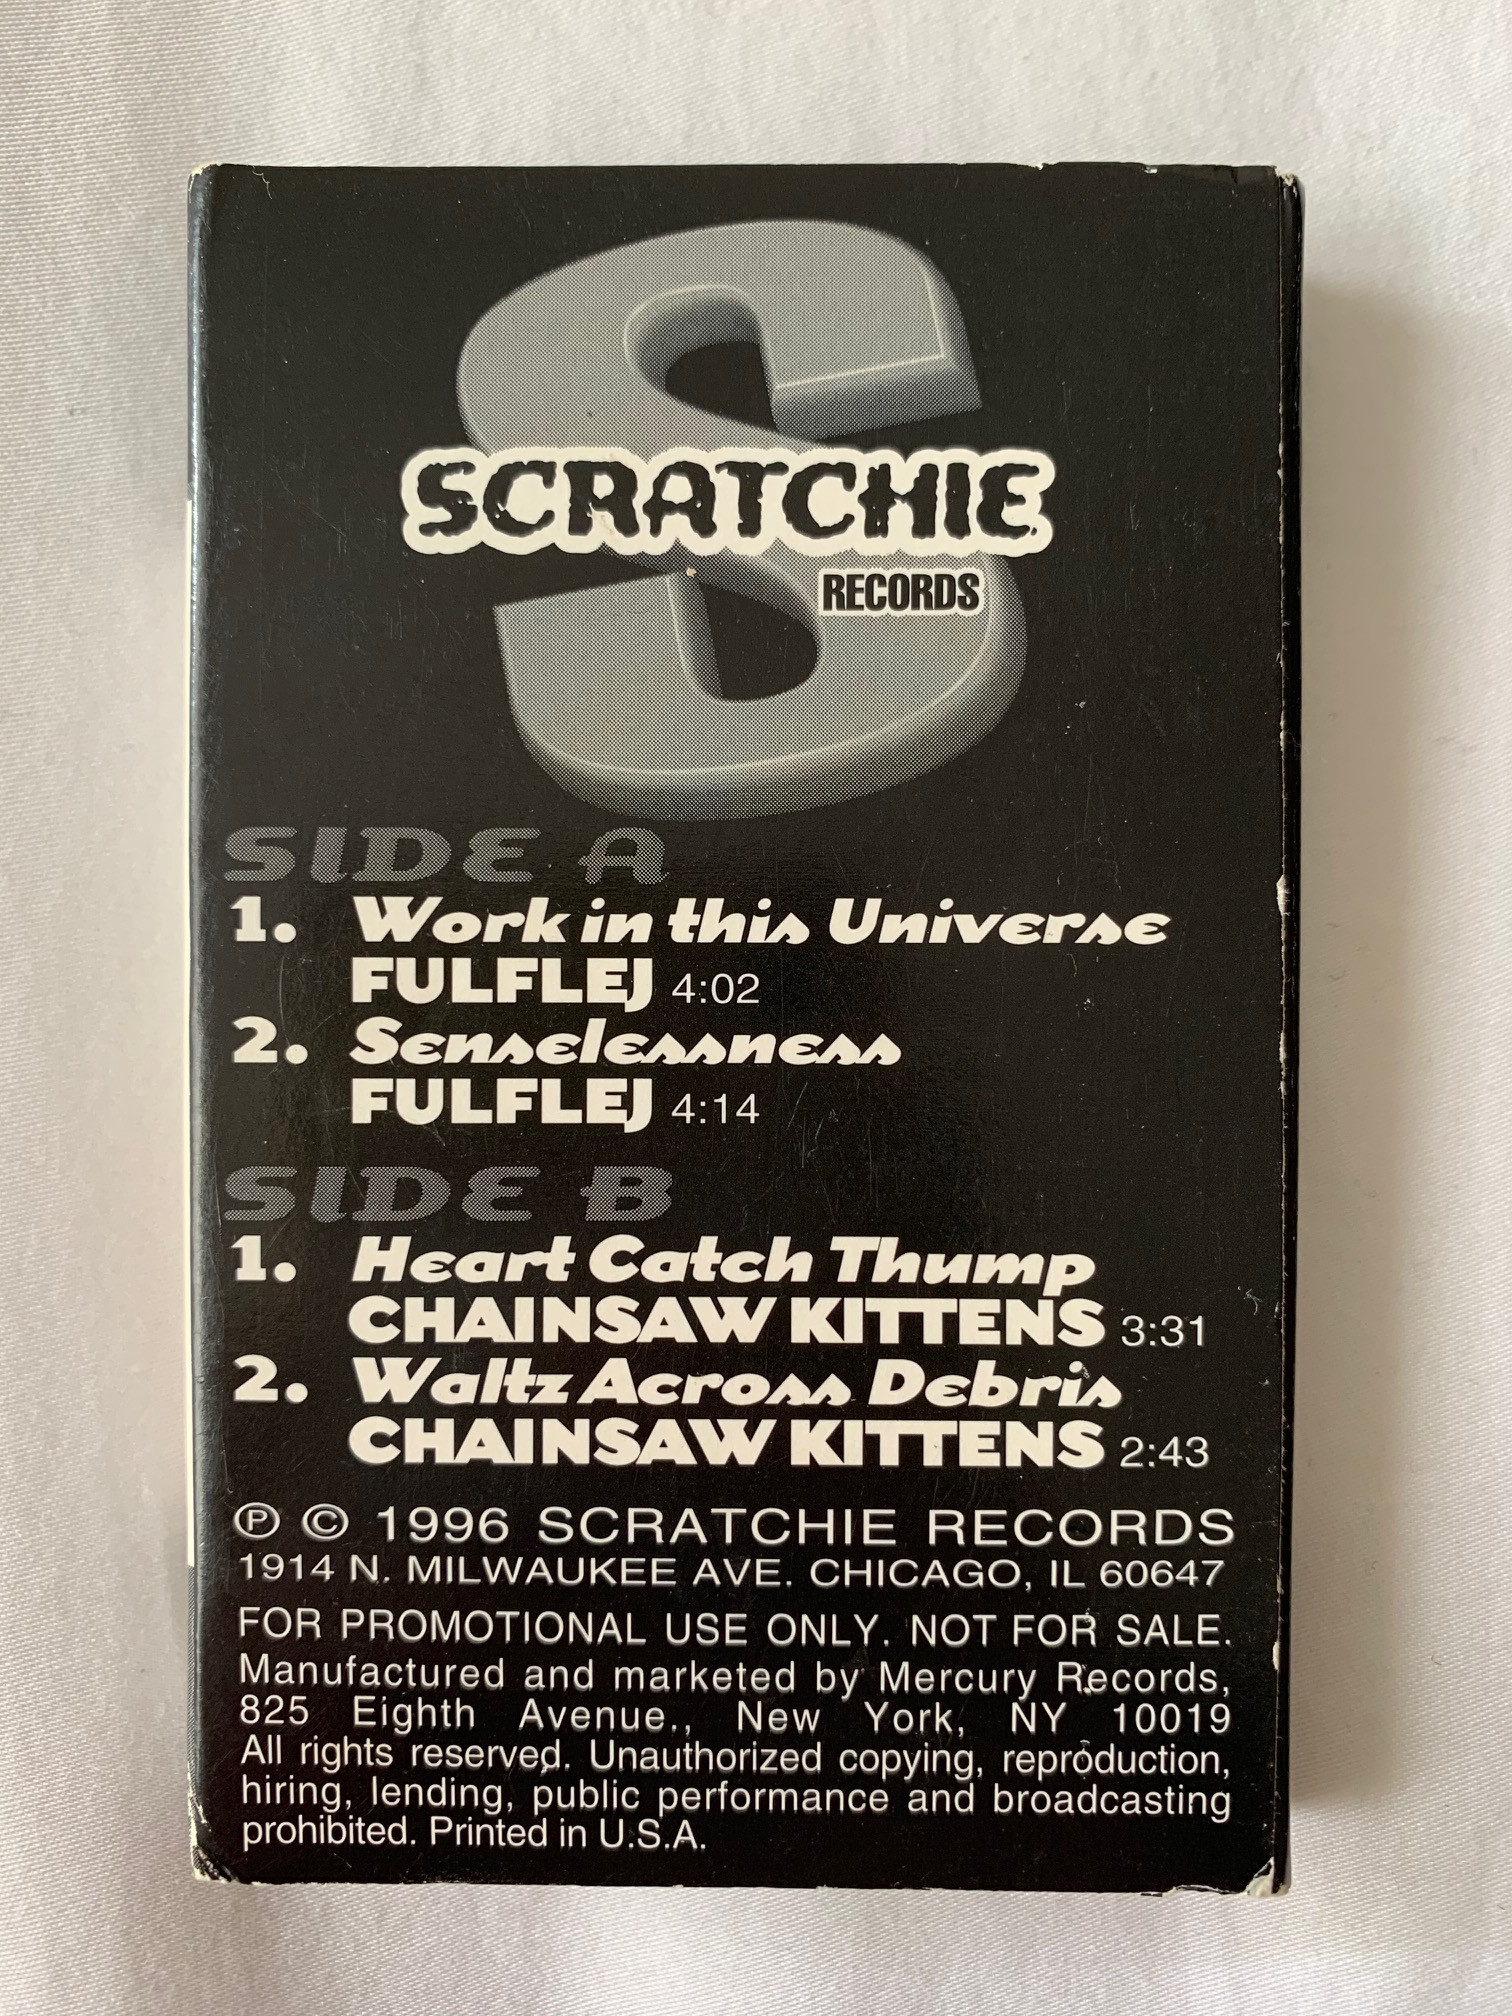 SCRATCHIE
RECORDS
SIDE A
1. Work in this Universe
FULFLEJ 4:02
2. Senselessness
FULFLEJ 4:14
SIDE B
1. Heart Catch Thump
CHAINSAW KITTENS 3:31
2. Waltz Across Debris
CHAINSAW KITTENS 2:43
℗ © 1996 SCRATCHIE RECORDS
1914 N. MILWAUKEE AVE. CHICAGO, IL 60647
FOR PROMOTIONAL USE ONLY. NOT FOR SALE.
Manufactured and marketed by Mercury Records,
825 Eighth Avenue., New York, NY 10019
All rights reserved. Unauthorized copying, reproduction,
hiring, lending, public performance and broadcasting
prohibited. Printed in U.S.A.